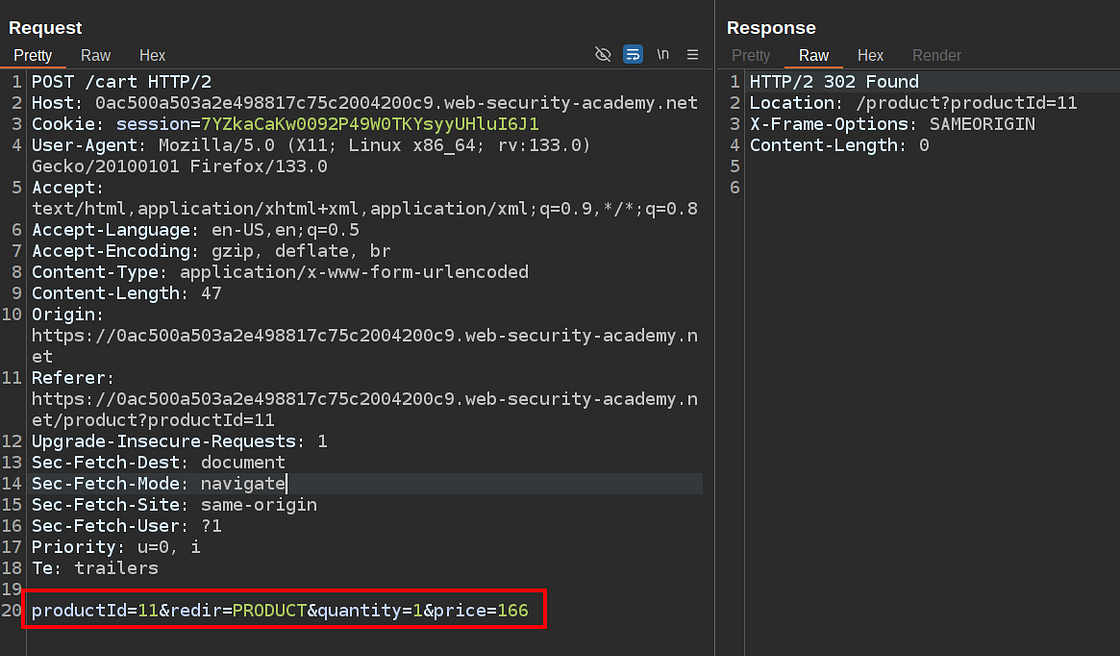 Request
Pretty Raw Hex
\n
1 POST /cart HTTP/2
2 Host: 0ac500a503a2e498817c75c2004200c9.web-security-academy.net
3 Cookie: session=7YZkaCaKw0092P49W0TKYsyyUHluI6J1
4 User-Agent: Mozilla/5.0 (X11; Linux x86_64; rv:133.0)
Gecko/20100101 Firefox/133.0
5 Accept:
text/html,application/xhtml+xml,application/xml;q=0.9,*/*;q=0.8
6 Accept-Language: en-US,en;q=0.5
7 Accept-Encoding: gzip, deflate, br
8 Content-Type: application/x-www-form-urlencoded
9 Content-Length: 47
10 Origin:
https://0ac500a503a2e498817c75c2004200c9.web-security-academy.n
et
11 Referer:
https://0ac500a503a2e498817c75c2004200c9.web-security-academy.n
et/product?productId=11
12 Upgrade-Insecure-Requests: 1
13 Sec-Fetch-Dest: document
14 Sec-Fetch-Mode: navigate
15 Sec-Fetch-Site: same-origin
16 Sec-Fetch-User: ?1
17 Priority: u=0, i
18 Te: trailers
19
20 productId=11&redir=PRODUCT&quantity=1&price=166
Response
Pretty Raw Hex Render
1 HTTP/2 302 Found
2 Location: /product?productId=11
3 X-Frame-Options: SAMEORIGIN
4 Content-Length: 0
5
6